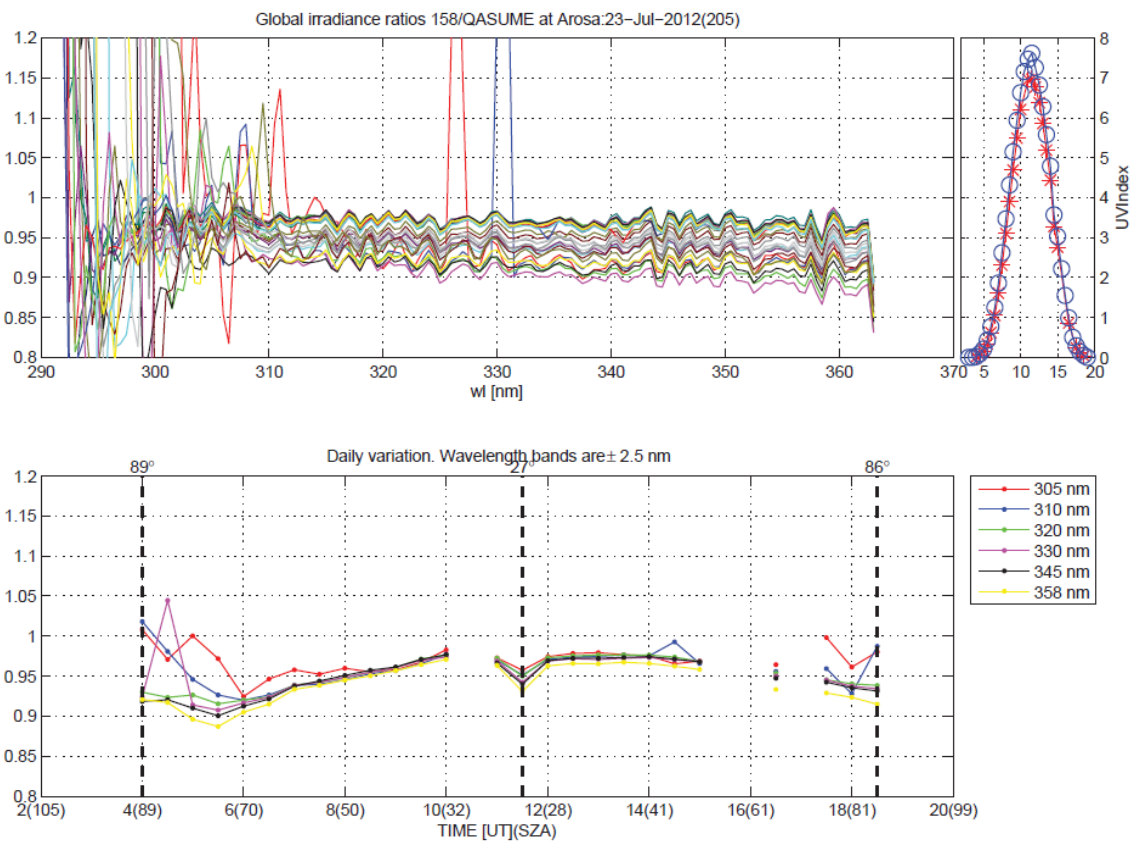 Global irradiance ratios 158/QASUME at Arosa:23−Jul−2012(205)
1.2
1.15
1.1
1.05
1
0.95
0.9
0.85
0.8
290 300 310 320 330 340 350 360 370
wl [nm]
8
7
6
5
4
3
2
1
0
UVIndex
5 10 15 20
Daily variation. Wavelength bands are± 2.5 nm
89° 27° 86°
1.2
1.15
1.1
1.05
1
0.95
0.9
0.85
0.8
2(105) 4(89) 6(70) 8(50) 10(32) 12(28) 14(41) 16(61) 18(81) 20(99)
TIME [UT](SZA)
305 nm
310 nm
320 nm
330 nm
345 nm
358 nm